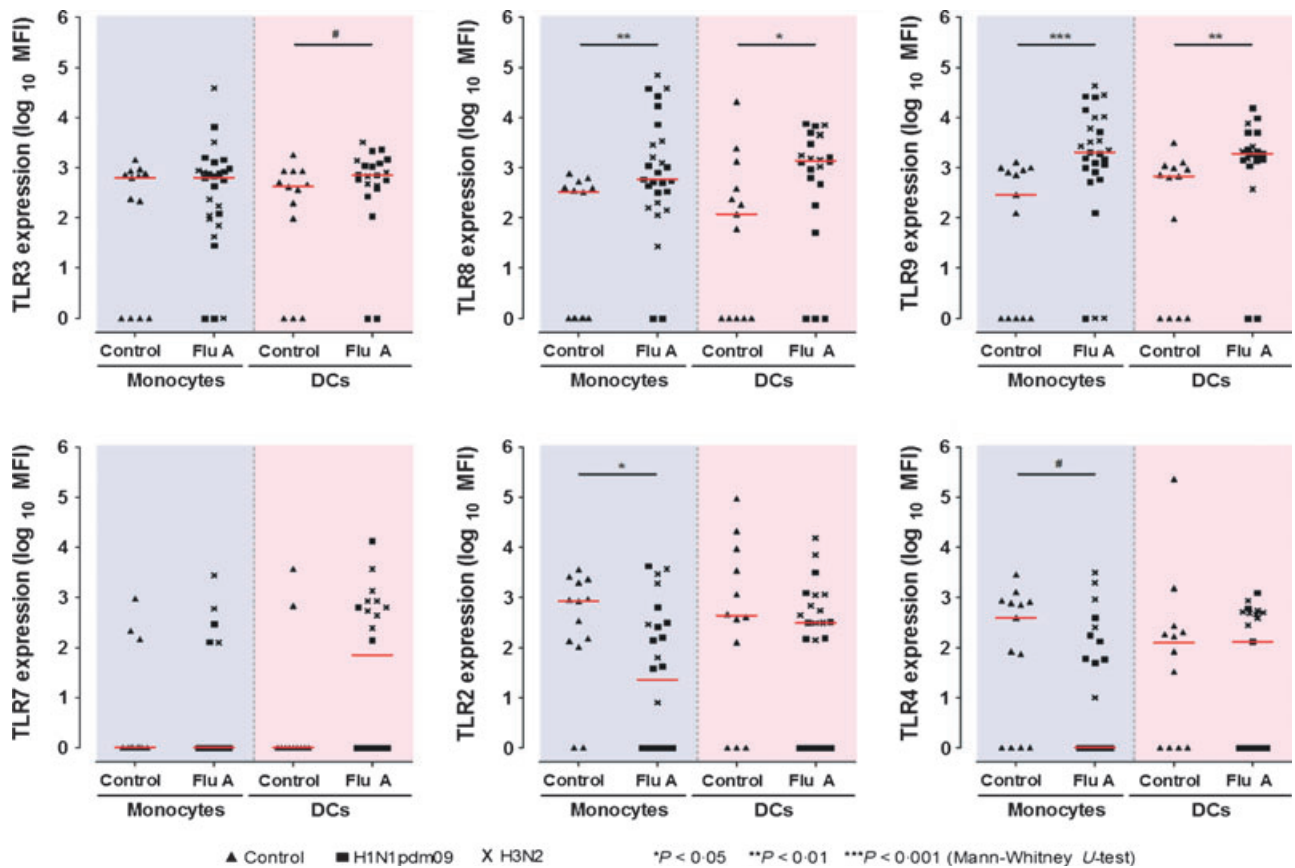 TLR3 expression (log 10 MFI)
6
5
4
3
2
1
0
#
Control
Flu A
Control
Flu A
Monocytes
DCs
TLR8 expression (log 10 MFI)
6
5
4
3
2
1
0
**
*
Control
Flu A
Control
Flu A
Monocytes
DCs
TLR9 expression (log 10 MFI)
6
5
4
3
2
1
0
***
**
Control
Flu A
Control
Flu A
Monocytes
DCs
TLR7 expression (log 10 MFI)
6
5
4
3
2
1
0
Control
Flu A
Control
Flu A
Monocytes
DCs
TLR2 expression (log 10 MFI)
6
5
4
3
2
1
0
*
Control
Flu A
Control
Flu A
Monocytes
DCs
TLR4 expression (log 10 MFI)
6
5
4
3
2
1
0
#
Control
Flu A
Control
Flu A
Monocytes
DCs
▲ Control ■ H1N1pdm09 X H3N2 *P < 0·05 **P < 0·01 ***P < 0·001 (Mann-Whitney U-test)